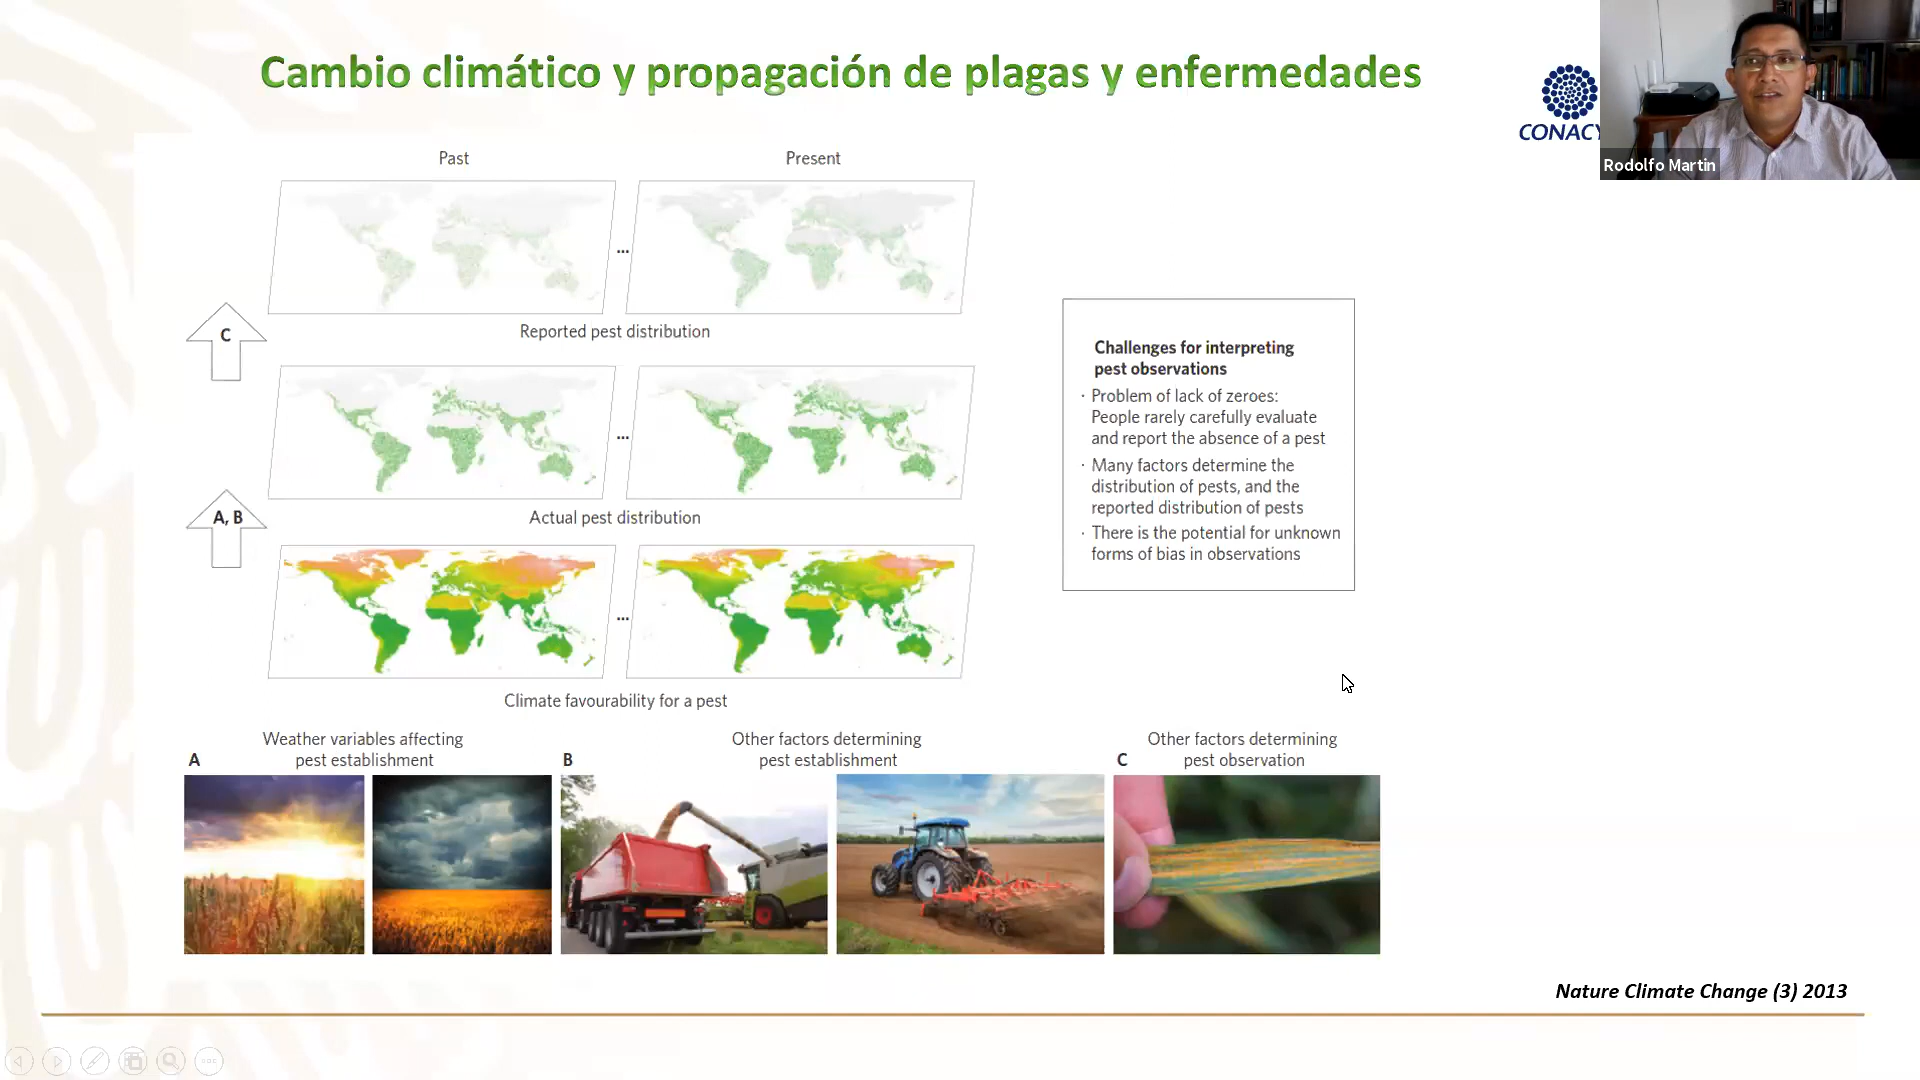 Cambio climático y propagación de plagas y enfermedades
CONACY
Rodolfo Martin
Past
Present
...
Reported pest distribution
C
...
Actual pest distribution
A, B
...
Climate favourability for a pest
Challenges for interpreting
pest observations
· Problem of lack of zeroes:
People rarely carefully evaluate
and report the absence of a pest
· Many factors determine the
distribution of pests, and the
reported distribution of pests
· There is the potential for unknown
forms of bias in observations
A
Weather variables affecting
pest establishment
B
Other factors determining
pest establishment
C
Other factors determining
pest observation
Nature Climate Change (3) 2013